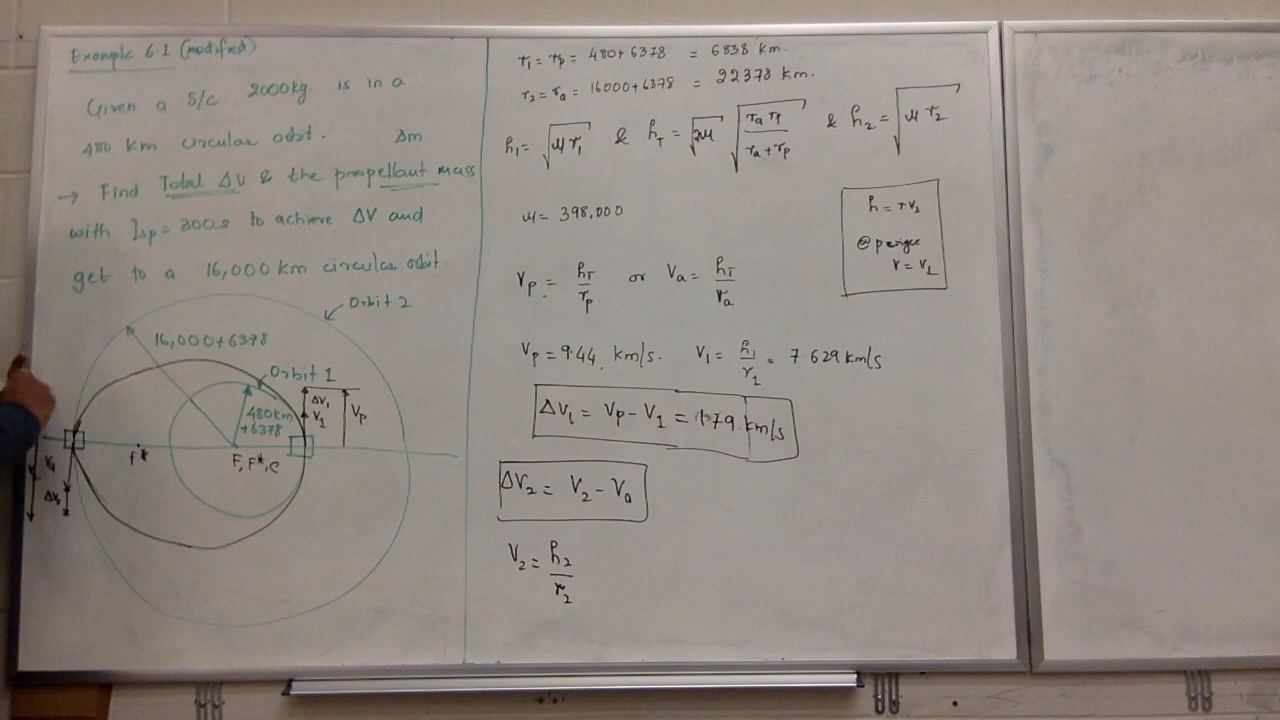 Example 6.1 (modified)
Given a s/c 2000kg. is in a
480 km circular orbit. Δm
→ Find Total ΔV & the propellant mass
with Isp = 300s to achieve ΔV and
get to a 16,000 km circular orbit.
Orbit 2
16,000+6378
Orbit 1
480km
+6378
ΔV₁
V₁
Vp
F*
F, F*, C
ΔV₂
r₁ = rp = 480+6378 = 6838 km.
r₂ = ra = 16000+6378 = 22378 km.
h₁ = √μr₁ & hT = √2μ √(ra rp / ra + rp) & h₂ = √μ r₂
μ = 398,000
h = rv⊥
@perigee
v = v⊥
Vp = hT / rp or Va = hT / ra
Vp = 9.44 km/s. V₁ = h₁ / r₁ = 7.629 km/s
ΔV₁ = Vp - V₁ = 1.79 km/s
ΔV₂ = V₂ - Va
V₂ = h₂ / r₂